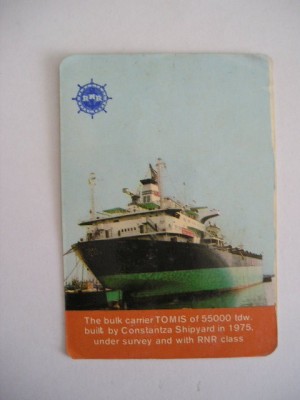 The bulk carrier TOMIS of 55000 tdw.
built by Constantza Shipyard in 1975,
under survey and with RNR class